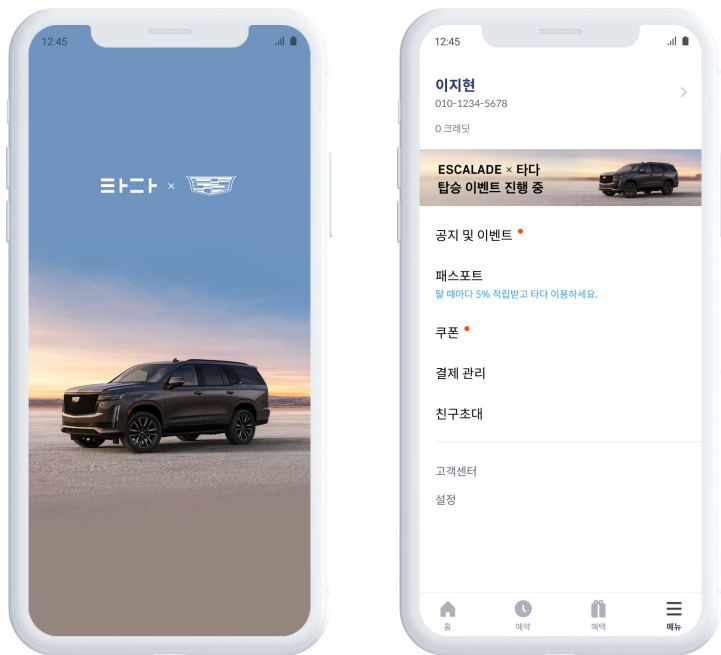 12:45
타다 ×
12:45
이지현
010-1234-5678
0 크레딧
ESCALADE × 타다
탑승 이벤트 진행 중
공지 및 이벤트
패스포트
탈 때마다 5% 적립받고 타다 이용하세요.
쿠폰
결제 관리
친구초대
고객센터
설정
홈
예약
혜택
메뉴